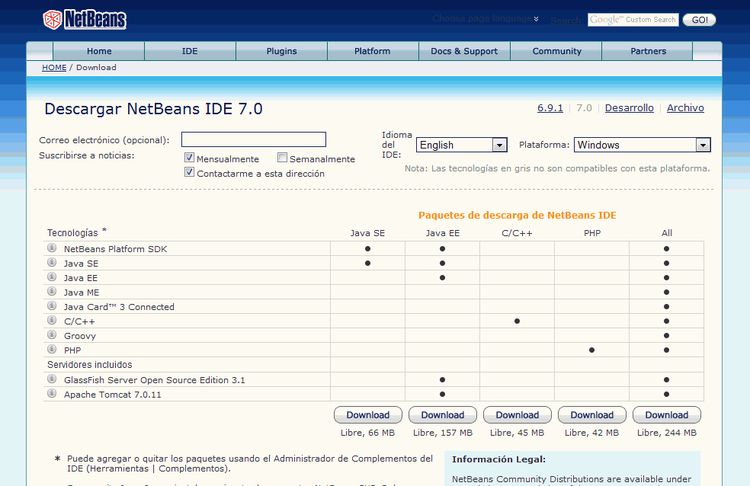 NetBeans
Choose page language
Search:
Google™ Custom Search
GO!
Home
IDE
Plugins
Platform
Docs & Support
Community
Partners
HOME / Download
Descargar NetBeans IDE 7.0
6.9.1 | 7.0 | Desarrollo | Archivo
Correo electrónico (opcional):
Idioma del IDE:
English
Plataforma:
Windows
Suscribirse a noticias:
Mensualmente
Semanalmente
Contactarme a esta dirección
Nota: Las tecnologías en gris no son compatibles con esta plataforma.
Paquetes de descarga de NetBeans IDE
Tecnologías *
Java SE
Java EE
C/C++
PHP
All
NetBeans Platform SDK
Java SE
Java EE
Java ME
Java Card™ 3 Connected
C/C++
Groovy
PHP
Servidores incluidos
GlassFish Server Open Source Edition 3.1
Apache Tomcat 7.0.11
Download
Download
Download
Download
Download
Libre, 66 MB
Libre, 157 MB
Libre, 45 MB
Libre, 42 MB
Libre, 244 MB
* Puede agregar o quitar los paquetes usando el Administrador de Complementos del
IDE (Herramientas | Complementos).
Información Legal:
NetBeans Community Distributions are available under